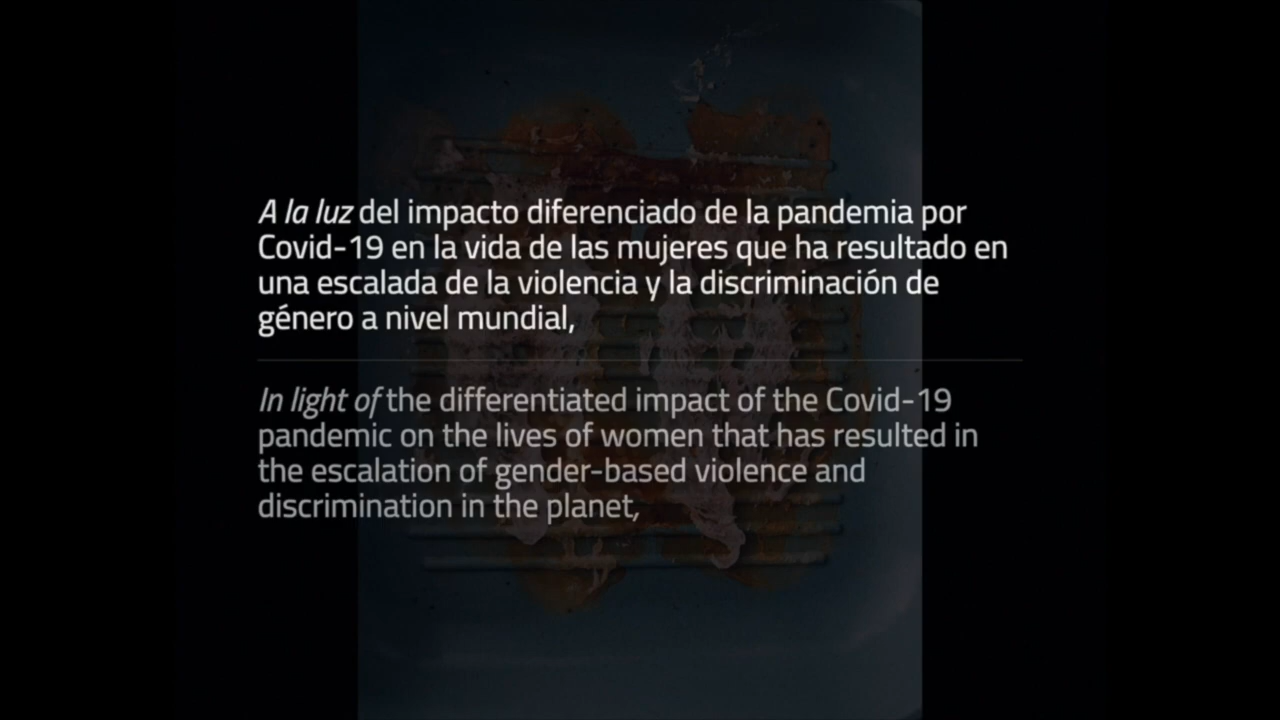 A la luz del impacto diferenciado de la pandemia por
Covid-19 en la vida de las mujeres que ha resultado en
una escalada de la violencia y la discriminación de
género a nivel mundial,
In light of the differentiated impact of the Covid-19
pandemic on the lives of women that has resulted in
the escalation of gender-based violence and
discrimination in the planet,